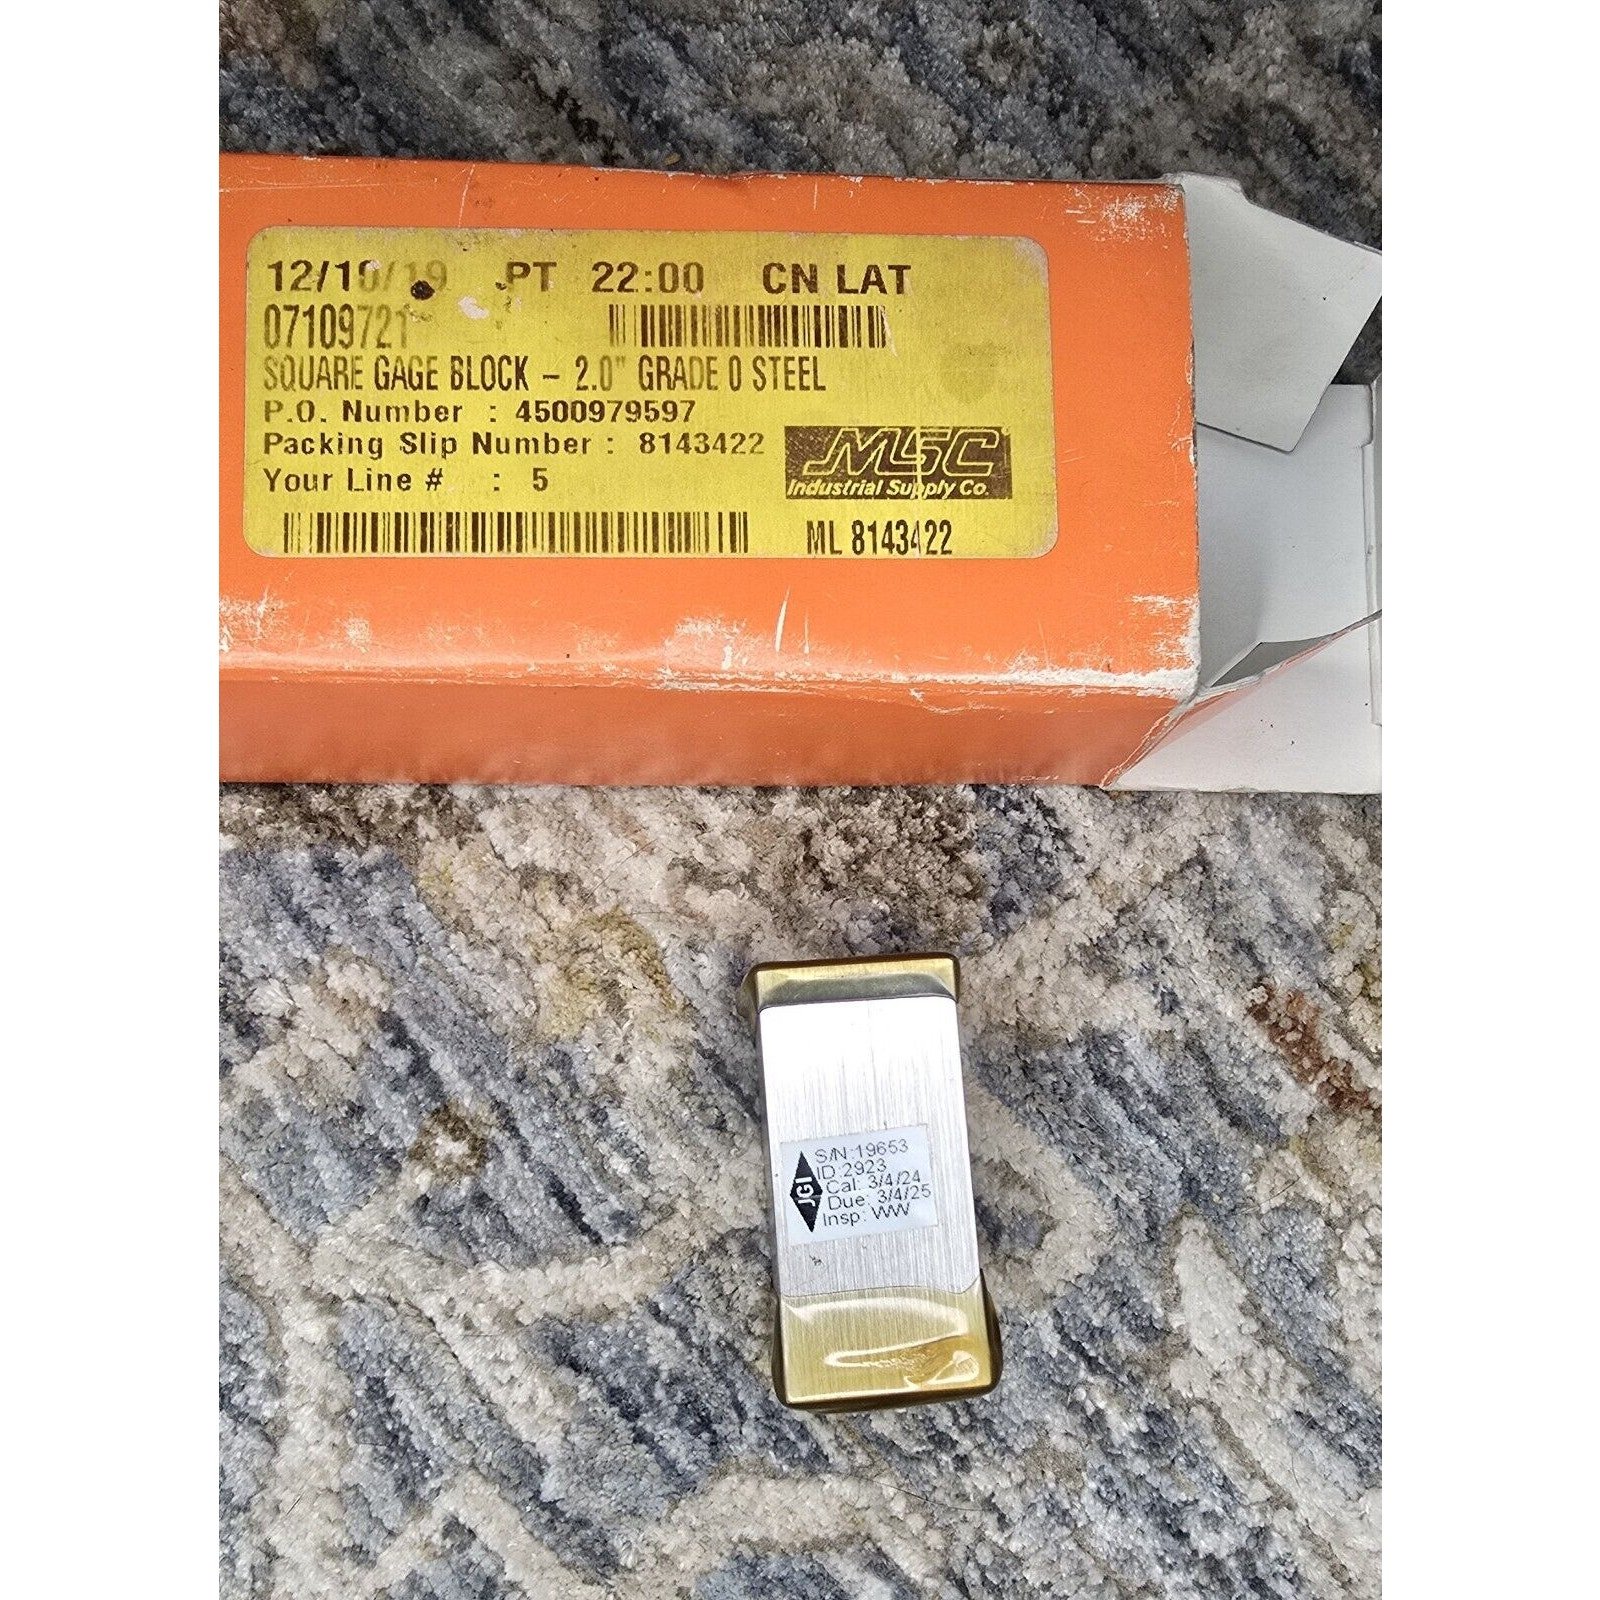 12/10/19 PT 22:00 CN LAT
07109721
SQUARE GAGE BLOCK – 2.0" GRADE 0 STEEL
P.O. Number : 4500979597
Packing Slip Number : 8143422
Your Line # : 5
MSC
Industrial Supply Co.
ML 8143422
JGI
S/N:19653
ID:2923
Cal: 3/4/24
Due: 3/4/25
Insp: WW